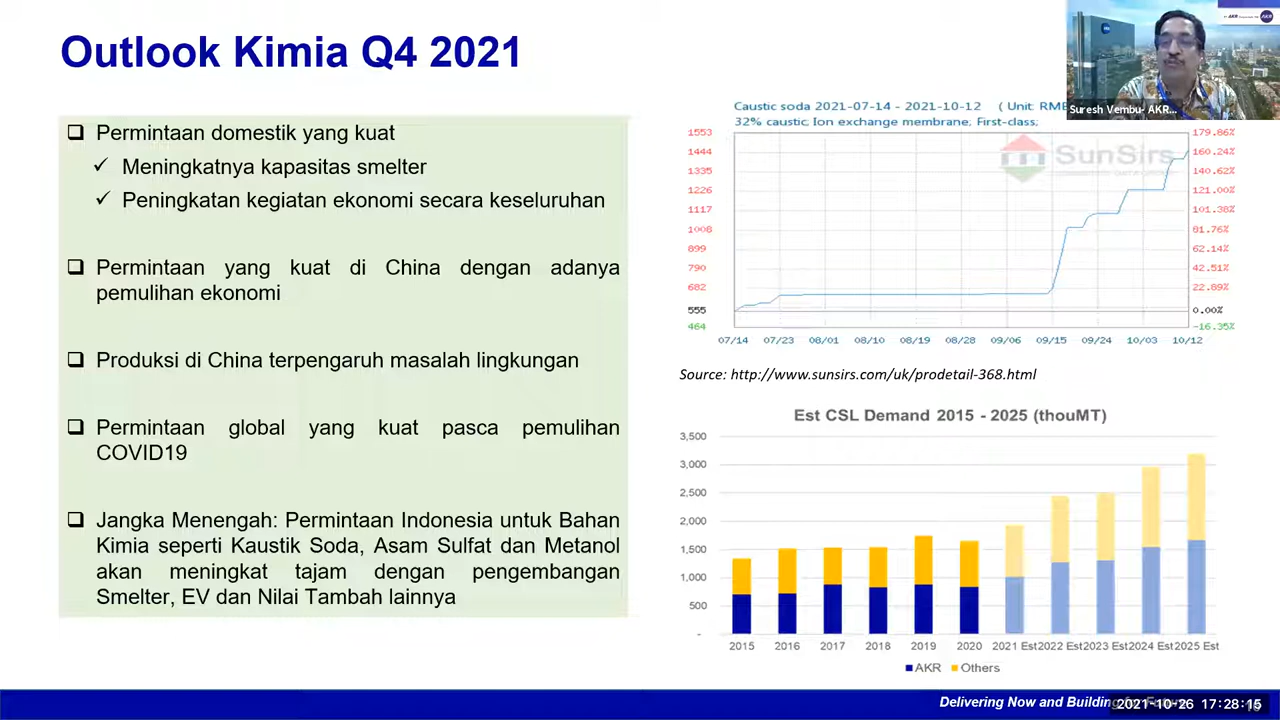 Outlook Kimia Q4 2021
❑ Permintaan domestik yang kuat
✓ Meningkatnya kapasitas smelter
✓ Peningkatan kegiatan ekonomi secara keseluruhan
❑ Permintaan yang kuat di China dengan adanya
pemulihan ekonomi
❑ Produksi di China terpengaruh masalah lingkungan
❑ Permintaan global yang kuat pasca pemulihan
COVID19
❑ Jangka Menengah: Permintaan Indonesia untuk Bahan
Kimia seperti Kaustik Soda, Asam Sulfat dan Metanol
akan meningkat tajam dengan pengembangan
Smelter, EV dan Nilai Tambah lainnya
AKR
Suresh Vembu- AKR...
Caustic soda 2021-07-14 - 2021-10-12 ( Unit: RM
32% caustic; Ion exchange membrane; First-class;
SunSirs
1553 179.86%
1444 160.24%
1335 140.62%
1226 121.00%
1117 101.38%
1008 81.76%
899 62.14%
790 42.51%
682 22.89%
555 0.00%
464 -16.35%
07/14 07/23 08/01 08/10 08/19 08/28 09/06 09/15 09/24 10/03 10/12
Source: http://www.sunsirs.com/uk/prodetail-368.html
Est CSL Demand 2015 - 2025 (thouMT)
3,500
3,000
2,500
2,000
1,500
1,000
500
-
2015 2016 2017 2018 2019 2020 2021 Est 2022 Est 2023 Est 2024 Est 2025 Est
AKR Others
Delivering Now and Building
2021-10-26 17:28:15